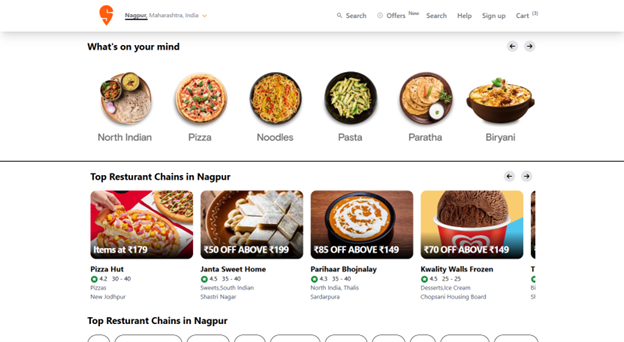 Nagpur, Maharashtra, India
Search
Offers New
Search
Help
Sign up
Cart (3)
What's on your mind
North Indian
Pizza
Noodles
Pasta
Paratha
Biryani
Top Resturant Chains in Nagpur
Items at ₹179
₹50 OFF ABOVE ₹199
₹85 OFF ABOVE ₹149
₹70 OFF ABOVE ₹149
Pizza Hut
4.2 30 - 40
Pizzas
New Jodhpur
Janta Sweet Home
4.5 35 - 40
Sweets,South Indian
Shastri Nagar
Parihaar Bhojnalay
4.3 35 - 40
North India, Thalis
Sardarpura
Kwality Walls Frozen
4.5 25 - 25
Desserts,Ice Cream
Chopsani Housing Board
Top Resturant Chains in Nagpur